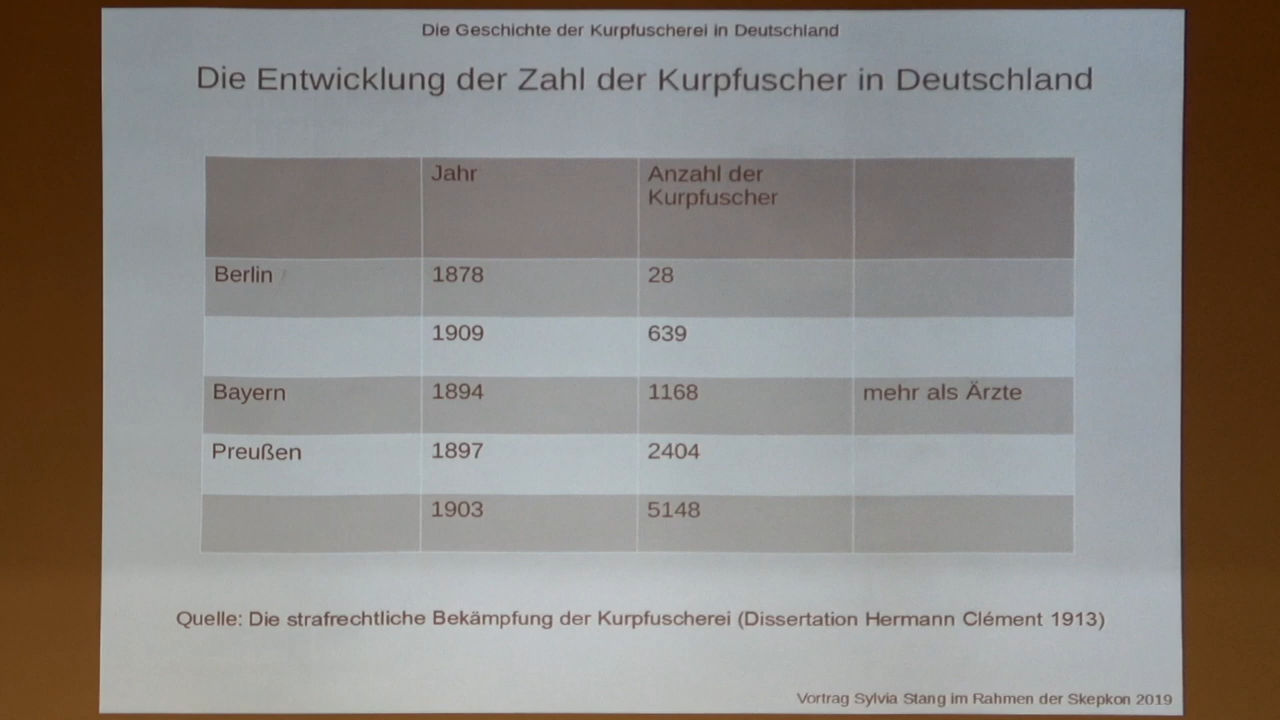 Die Geschichte der Kurpfuscherei in Deutschland
Die Entwicklung der Zahl der Kurpfuscher in Deutschland
Jahr Anzahl der
Kurpfuscher
Berlin 1878 28
1909 639
Bayern 1894 1168 mehr als Ärzte
Preußen 1897 2404
1903 5148
Quelle: Die strafrechtliche Bekämpfung der Kurpfuscherei (Dissertation Hermann Clément 1913)
Vortrag Sylvia Stang im Rahmen der Skepkon 2019